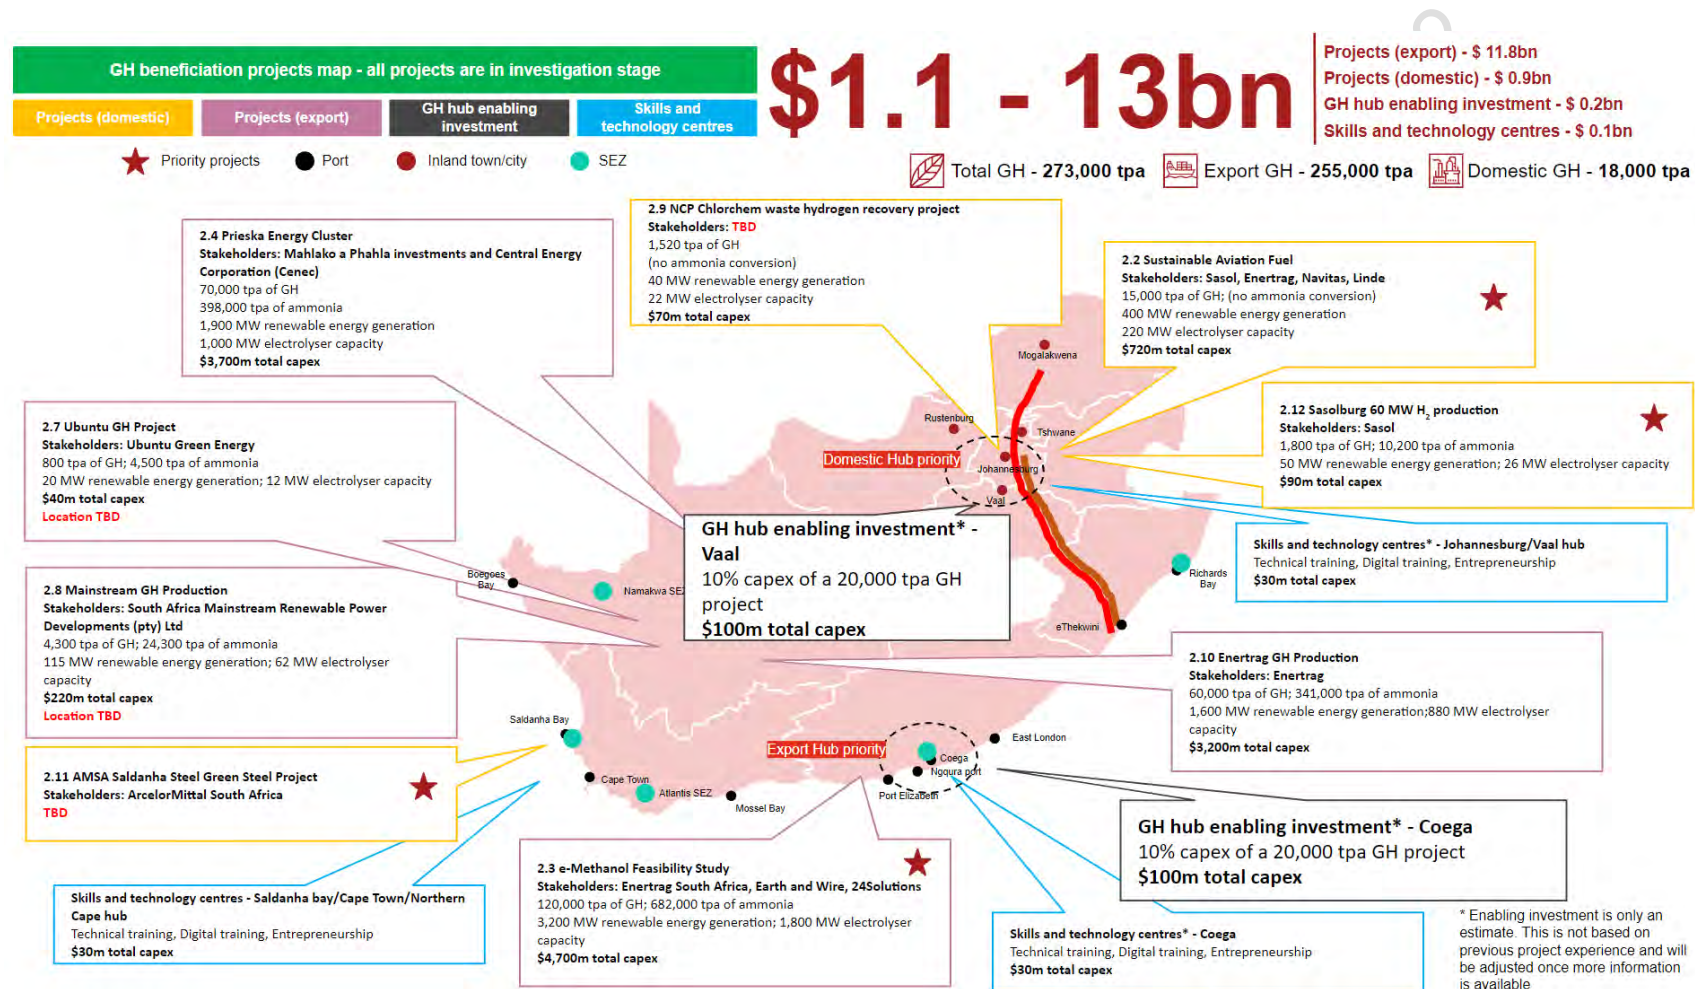 GH beneficiation projects map - all projects are in investigation stage
Projects (domestic)
Projects (export)
GH hub enabling
investment
Skills and
technology centres
Priority projects
Port
Inland town/city
SEZ
$1.1 - 13bn
Projects (export) - $ 11.8bn
Projects (domestic) - $ 0.9bn
GH hub enabling investment - $ 0.2bn
Skills and technology centres - $ 0.1bn
Total GH - 273,000 tpa
Export GH - 255,000 tpa
Domestic GH - 18,000 tpa
2.4 Prieska Energy Cluster
Stakeholders: Mahlako a Phahla investments and Central Energy
Corporation (Cenec)
70,000 tpa of GH
398,000 tpa of ammonia
1,900 MW renewable energy generation
1,000 MW electrolyser capacity
$3,700m total capex
2.9 NCP Chlorchem waste hydrogen recovery project
Stakeholders: TBD
1,520 tpa of GH
(no ammonia conversion)
40 MW renewable energy generation
22 MW electrolyser capacity
$70m total capex
2.2 Sustainable Aviation Fuel
Stakeholders: Sasol, Enertrag, Navitas, Linde
15,000 tpa of GH; (no ammonia conversion)
400 MW renewable energy generation
220 MW electrolyser capacity
$720m total capex
2.12 Sasolburg 60 MW H2 production
Stakeholders: Sasol
1,800 tpa of GH; 10,200 tpa of ammonia
50 MW renewable energy generation; 26 MW electrolyser capacity
$90m total capex
2.7 Ubuntu GH Project
Stakeholders: Ubuntu Green Energy
800 tpa of GH; 4,500 tpa of ammonia
20 MW renewable energy generation; 12 MW electrolyser capacity
$40m total capex
Location TBD
Mogalakwena
Rustenburg
Tshwane
Domestic Hub priority
Johannesburg
Vaal
GH hub enabling investment* -
Vaal
10% capex of a 20,000 tpa GH
project
$100m total capex
Skills and technology centres* - Johannesburg/Vaal hub
Technical training, Digital training, Entrepreneurship
$30m total capex
Richards
Bay
eThekwini
Boegoes
Bay
Namakwa SEZ
2.8 Mainstream GH Production
Stakeholders: South Africa Mainstream Renewable Power
Developments (pty) Ltd
4,300 tpa of GH; 24,300 tpa of ammonia
115 MW renewable energy generation; 62 MW electrolyser
capacity
$220m total capex
Location TBD
2.10 Enertrag GH Production
Stakeholders: Enertrag
60,000 tpa of GH; 341,000 tpa of ammonia
1,600 MW renewable energy generation;880 MW electrolyser
capacity
$3,200m total capex
Saldanha Bay
Cape Town
Atlantis SEZ
Mossel Bay
Export Hub priority
Coega
Ngqura port
Port Elizabeth
East London
2.11 AMSA Saldanha Steel Green Steel Project
Stakeholders: ArcelorMittal South Africa
TBD
GH hub enabling investment* - Coega
10% capex of a 20,000 tpa GH project
$100m total capex
2.3 e-Methanol Feasibility Study
Stakeholders: Enertrag South Africa, Earth and Wire, 24Solutions
120,000 tpa of GH; 682,000 tpa of ammonia
3,200 MW renewable energy generation; 1,800 MW electrolyser
capacity
$4,700m total capex
Skills and technology centres - Saldanha bay/Cape Town/Northern
Cape hub
Technical training, Digital training, Entrepreneurship
$30m total capex
Skills and technology centres* - Coega
Technical training, Digital training, Entrepreneurship
$30m total capex
* Enabling investment is only an
estimate. This is not based on
previous project experience and will
be adjusted once more information
is available